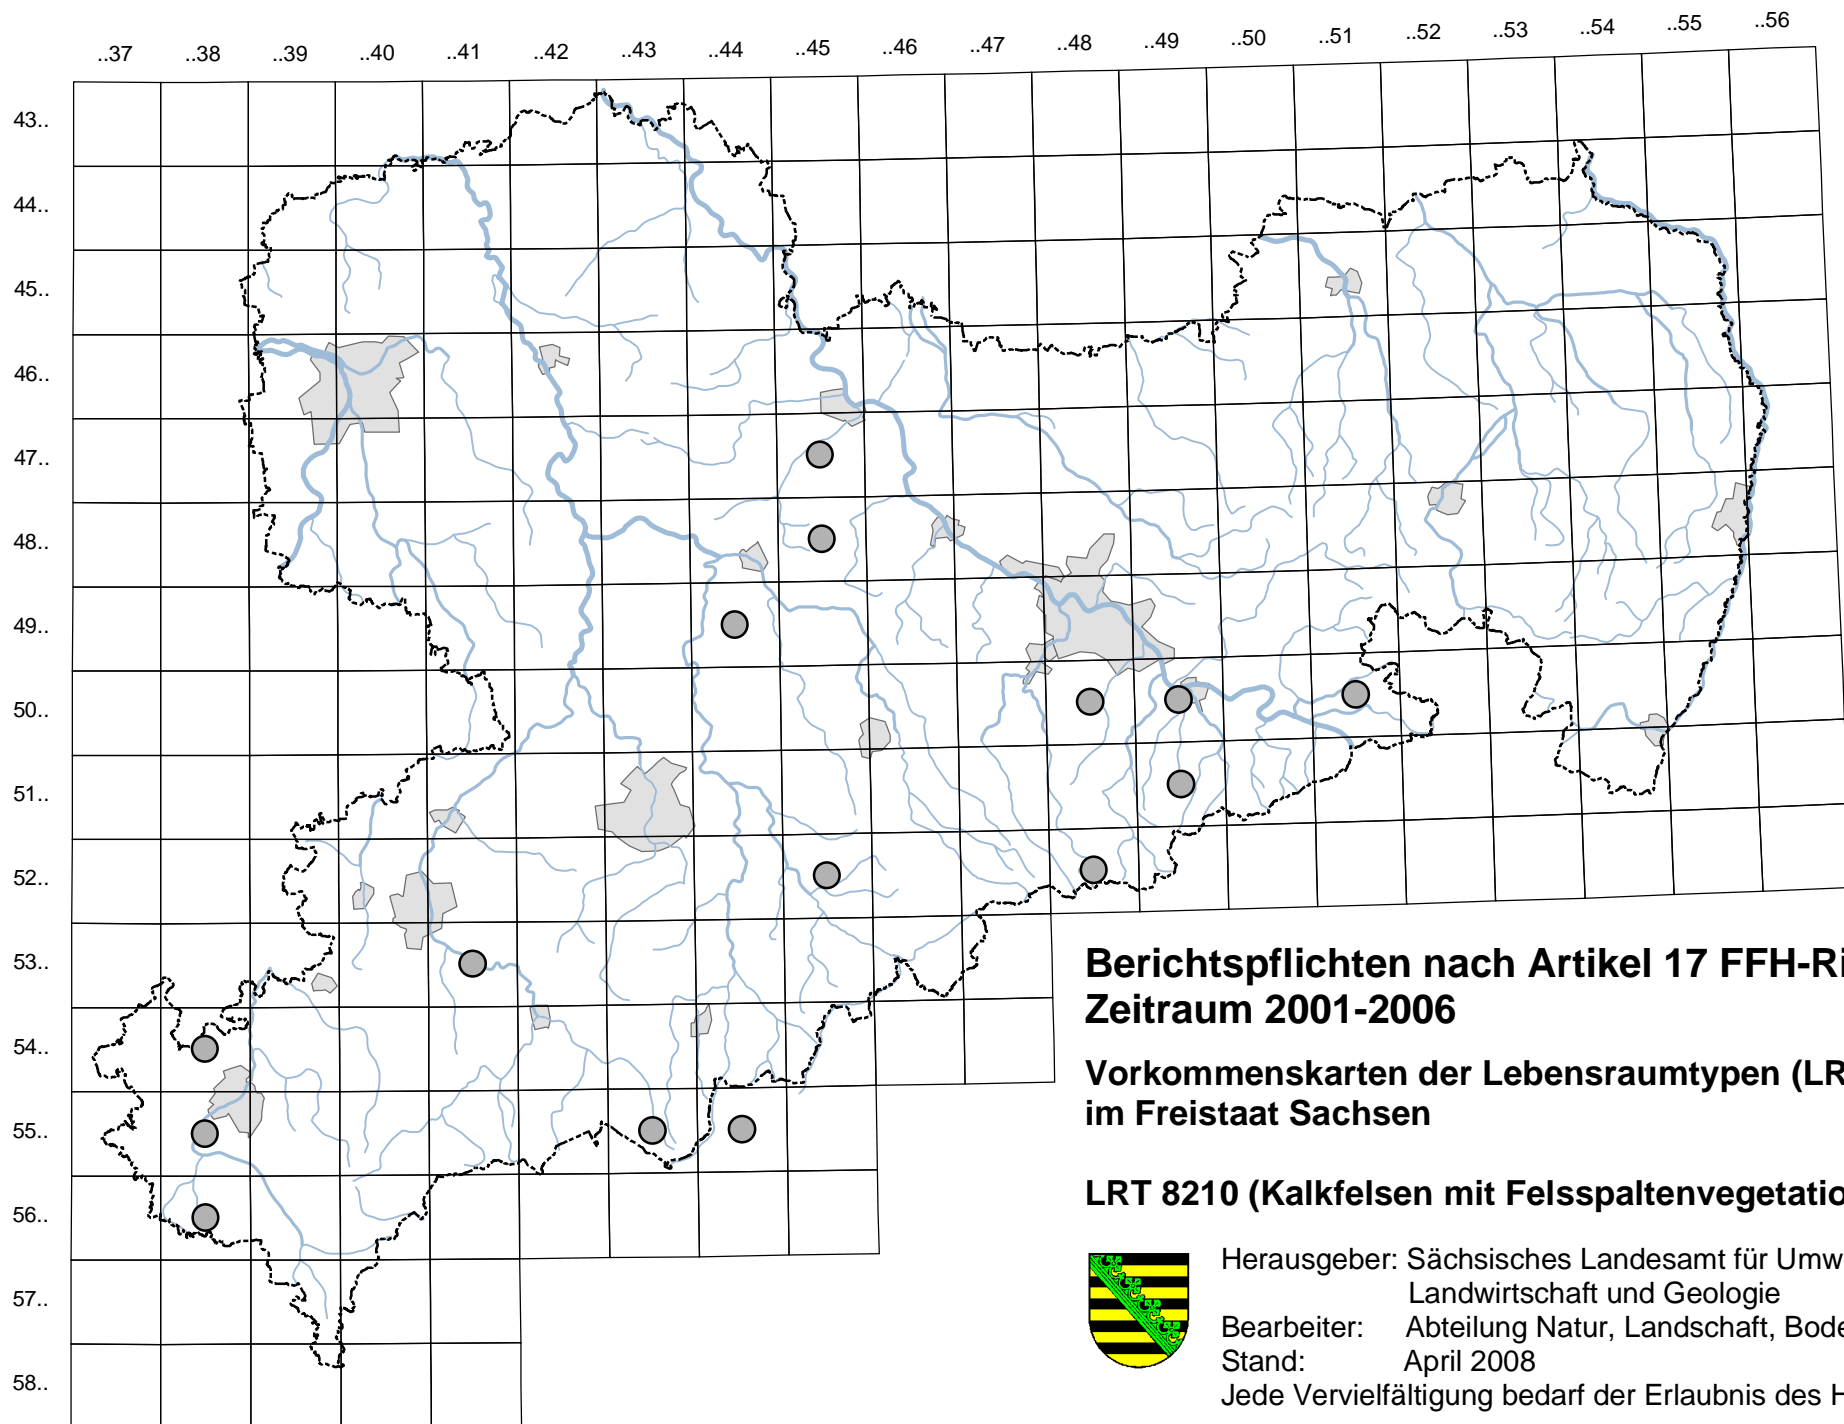 ..37 ..38 ..39 ..40 ..41 ..42 ..43 ..44 ..45 ..46 ..47 ..48 ..49 ..50 ..51 ..52 ..53 ..54 ..55 ..56
43..
44..
45..
46..
47..
48..
49..
50..
51..
52..
53..
54..
55..
56..
57..
58..
Berichtspflichten nach Artikel 17 FFH-Ri
Zeitraum 2001-2006
Vorkommenskarten der Lebensraumtypen (LR
im Freistaat Sachsen
LRT 8210 (Kalkfelsen mit Felsspaltenvegetatio
Herausgeber: Sächsisches Landesamt für Umw
Landwirtschaft und Geologie
Bearbeiter: Abteilung Natur, Landschaft, Bode
Stand: April 2008
Jede Vervielfältigung bedarf der Erlaubnis des H